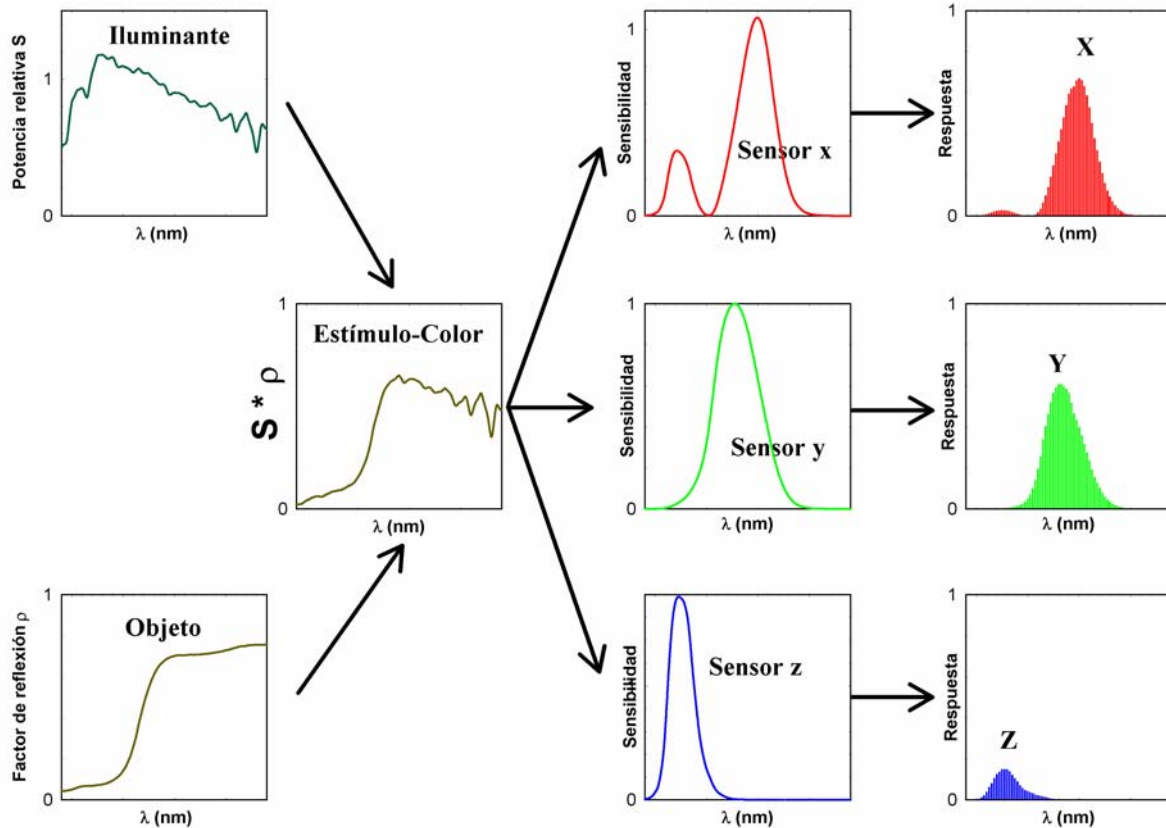 Potencia relativa S
1
0
Iluminante
λ (nm)
Sensibilidad
1
0
Sensor x
λ (nm)
Respuesta
1
0
X
λ (nm)
S * ρ
1
0
Estímulo-Color
λ (nm)
Sensibilidad
1
0
Sensor y
λ (nm)
Respuesta
1
0
Y
λ (nm)
Factor de reflexión ρ
1
0
Objeto
λ (nm)
Sensibilidad
1
0
Sensor z
λ (nm)
Respuesta
1
0
Z
λ (nm)